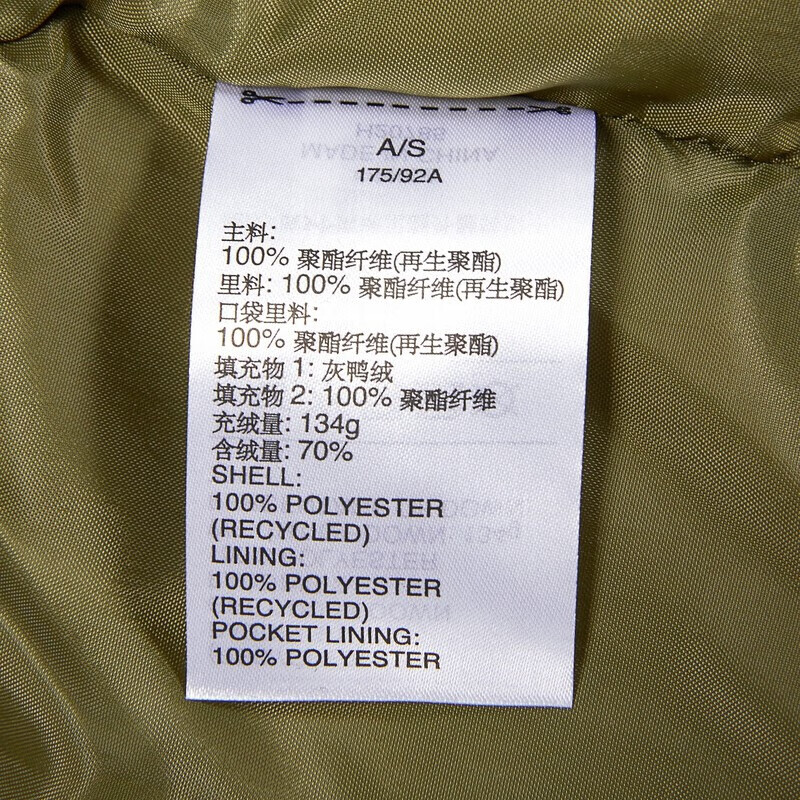 A/S
175/92A
主料:
100% 聚酯纤维(再生聚酯)
里料: 100% 聚酯纤维(再生聚酯)
口袋里料:
100% 聚酯纤维(再生聚酯)
填充物 1: 灰鸭绒
填充物 2: 100% 聚酯纤维
充绒量: 134g
含绒量: 70%
SHELL:
100% POLYESTER
(RECYCLED)
LINING:
100% POLYESTER
(RECYCLED)
POCKET LINING:
100% POLYESTER